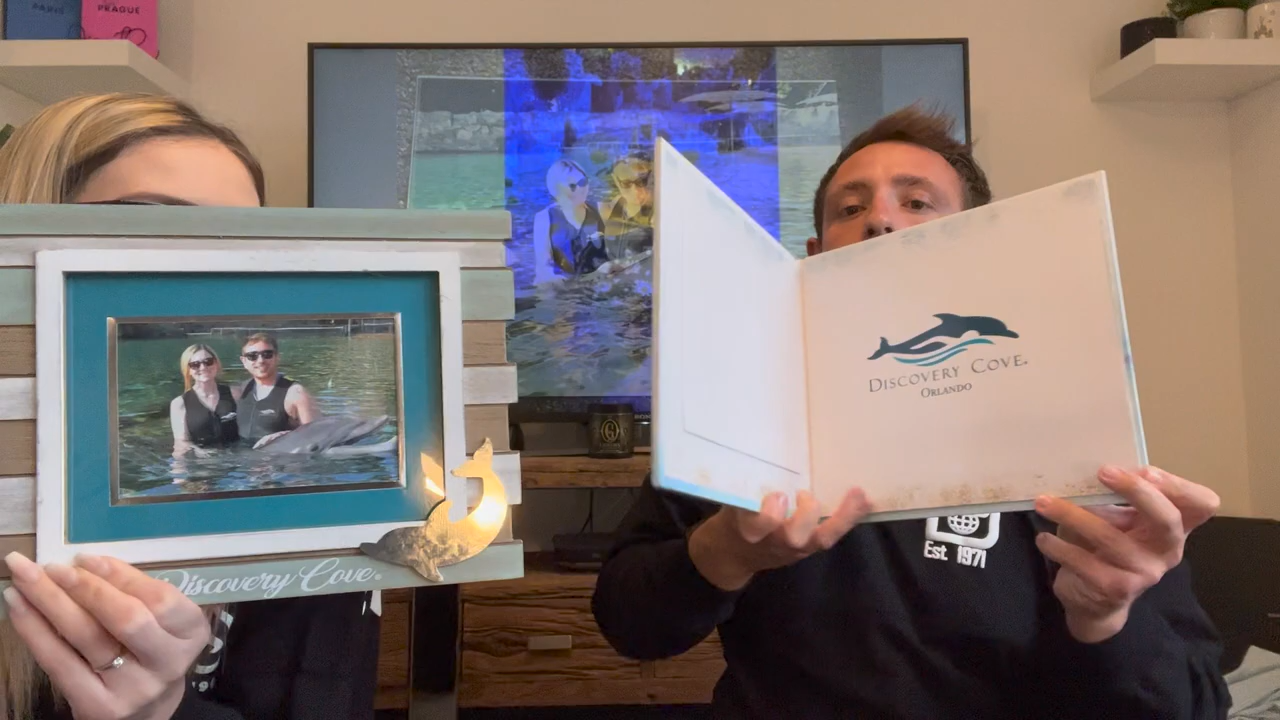 PARIS
PRAGUE
DISCOVERY COVE®
ORLANDO
Est. 1971
Discovery Cove®